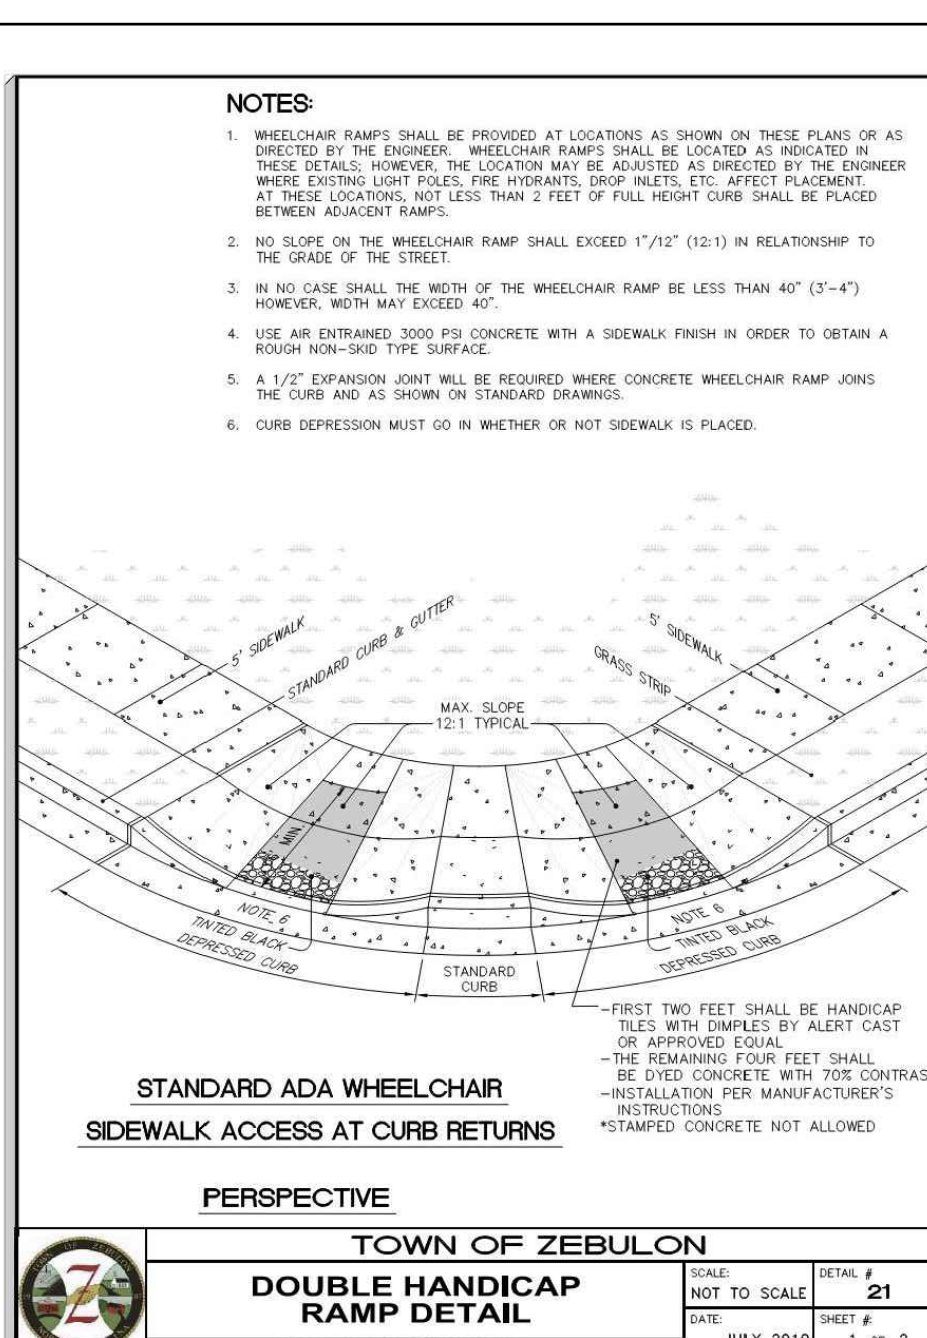 NOTES:
1. WHEELCHAIR RAMPS SHALL BE PROVIDED AT LOCATIONS AS SHOWN ON THESE PLANS OR AS
DIRECTED BY THE ENGINEER. WHEELCHAIR RAMPS SHALL BE LOCATED AS INDICATED IN
THESE DETAILS; HOWEVER, THE LOCATION MAY BE ADJUSTED AS DIRECTED BY THE ENGINEER
WHERE EXISTING LIGHT POLES, FIRE HYDRANTS, DROP INLETS, ETC. AFFECT PLACEMENT.
AT THESE LOCATIONS, NOT LESS THAN 2 FEET OF FULL HEIGHT CURB SHALL BE PLACED
BETWEEN ADJACENT RAMPS.
2. NO SLOPE ON THE WHEELCHAIR RAMP SHALL EXCEED 1"/12" (12:1) IN RELATIONSHIP TO
THE GRADE OF THE STREET.
3. IN NO CASE SHALL THE WIDTH OF THE WHEELCHAIR RAMP BE LESS THAN 40" (3'-4")
HOWEVER, WIDTH MAY EXCEED 40".
4. USE AIR ENTRAINED 3000 PSI CONCRETE WITH A SIDEWALK FINISH IN ORDER TO OBTAIN A
ROUGH NON-SKID TYPE SURFACE.
5. A 1/2" EXPANSION JOINT WILL BE REQUIRED WHERE CONCRETE WHEELCHAIR RAMP JOINS
THE CURB AND AS SHOWN ON STANDARD DRAWINGS.
6. CURB DEPRESSION MUST GO IN WHETHER OR NOT SIDEWALK IS PLACED.
5' SIDEWALK
STANDARD CURB & GUTTER
5' SIDEWALK
GRASS STRIP
MAX. SLOPE
12:1 TYPICAL
MIN.
NOTE 6
TINTED BLACK
DEPRESSED CURB
NOTE 6
TINTED BLACK
DEPRESSED CURB
STANDARD
CURB
-FIRST TWO FEET SHALL BE HANDICAP
TILES WITH DIMPLES BY ALERT CAST
OR APPROVED EQUAL
-THE REMAINING FOUR FEET SHALL
BE DYED CONCRETE WITH 70% CONTRAS
-INSTALLATION PER MANUFACTURER'S
INSTRUCTIONS
*STAMPED CONCRETE NOT ALLOWED
STANDARD ADA WHEELCHAIR
SIDEWALK ACCESS AT CURB RETURNS
PERSPECTIVE
TOWN OF ZEBULON
Z
TOWN OF ZEBULON
DOUBLE HANDICAP
RAMP DETAIL
SCALE:
NOT TO SCALE
DETAIL #
21
DATE:
JULY 2010
SHEET #:
OF 2